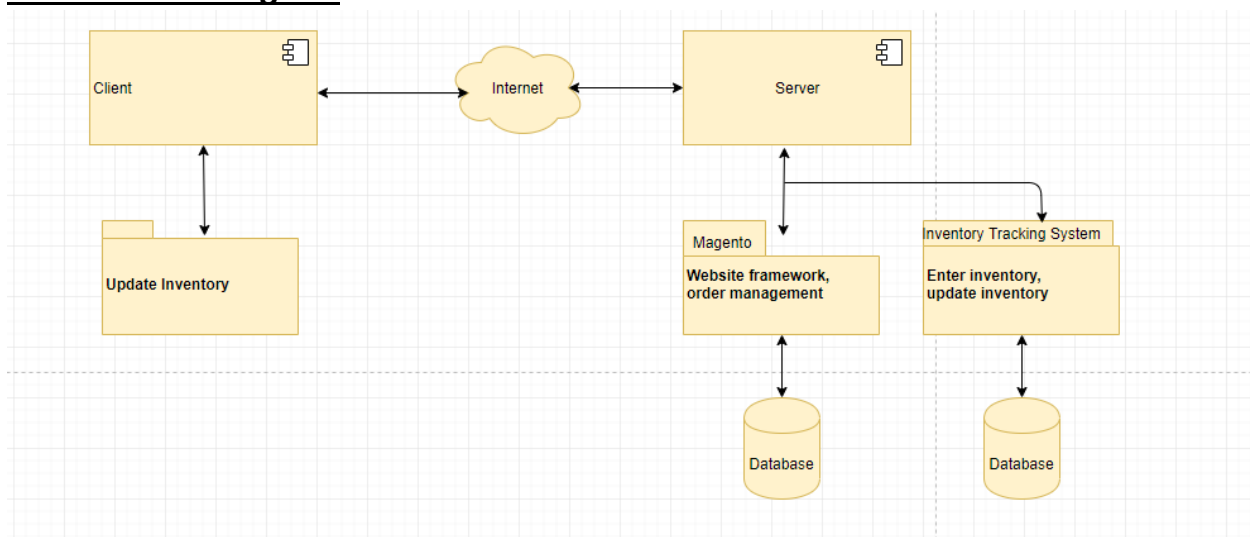 Client
Internet
Server
Update Inventory
Magento
Website framework,
order management
Inventory Tracking System
Enter inventory,
update inventory
Database
Database